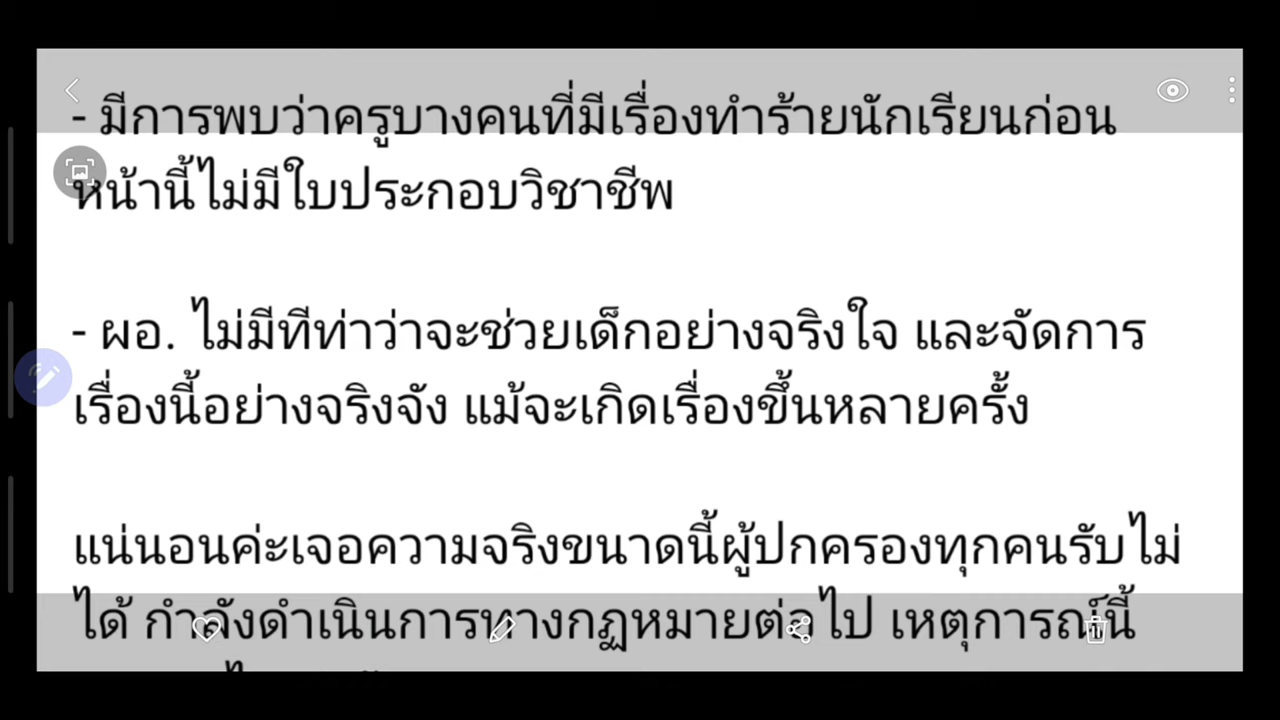 - มีการพบว่าครูบางคนที่มีเรื่องทำร้ายนักเรียนก่อน
หน้านี้ไม่มีใบประกอบวิชาชีพ
- ผอ. ไม่มีทีท่าว่าจะช่วยเด็กอย่างจริงใจ และจัดการ
เรื่องนี้อย่างจริงจัง แม้จะเกิดเรื่องขึ้นหลายครั้ง
แน่นอนค่ะเจอความจริงขนาดนี้ผู้ปกครองทุกคนรับไม่
ได้ กำลังดำเนินการทางกฏหมายต่อไป เหตุการณ์นี้